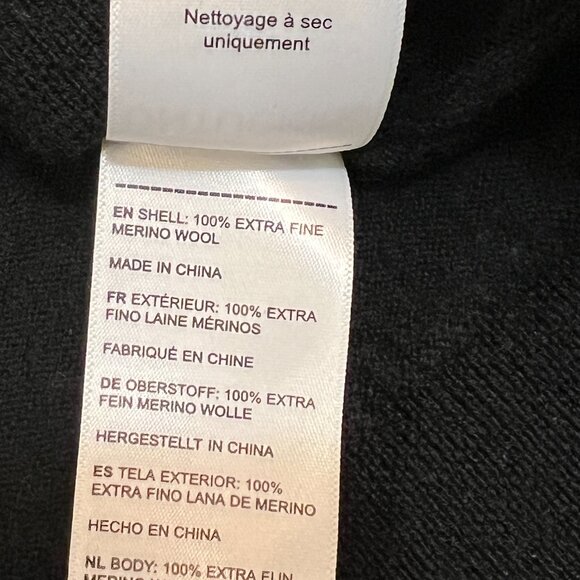 Nettoyage à sec
uniquement
EN SHELL: 100% EXTRA FINE
MERINO WOOL
MADE IN CHINA
FR EXTÉRIEUR: 100% EXTRA
FINO LAINE MÉRINOS
FABRIQUÉ EN CHINE
DE OBERSTOFF: 100% EXTRA
FEIN MERINO WOLLE
HERGESTELLT IN CHINA
ES TELA EXTERIOR: 100%
EXTRA FINO LANA DE MERINO
HECHO EN CHINA
NL BODY: 100% EXTRA FIJN
MERINO